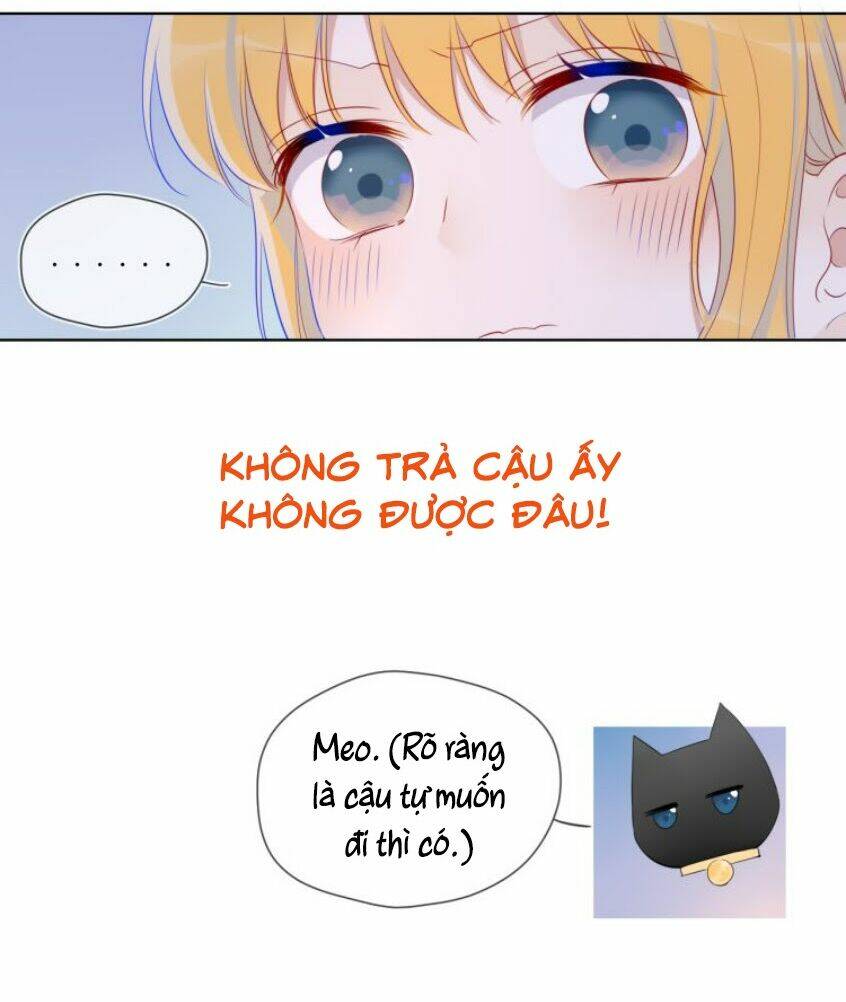 ......
KHÔNG TRẢ CẬU ẤY
KHÔNG ĐƯỢC ĐÂU!
Meo. (Rõ ràng
là cậu tự muốn
đi thì có.)